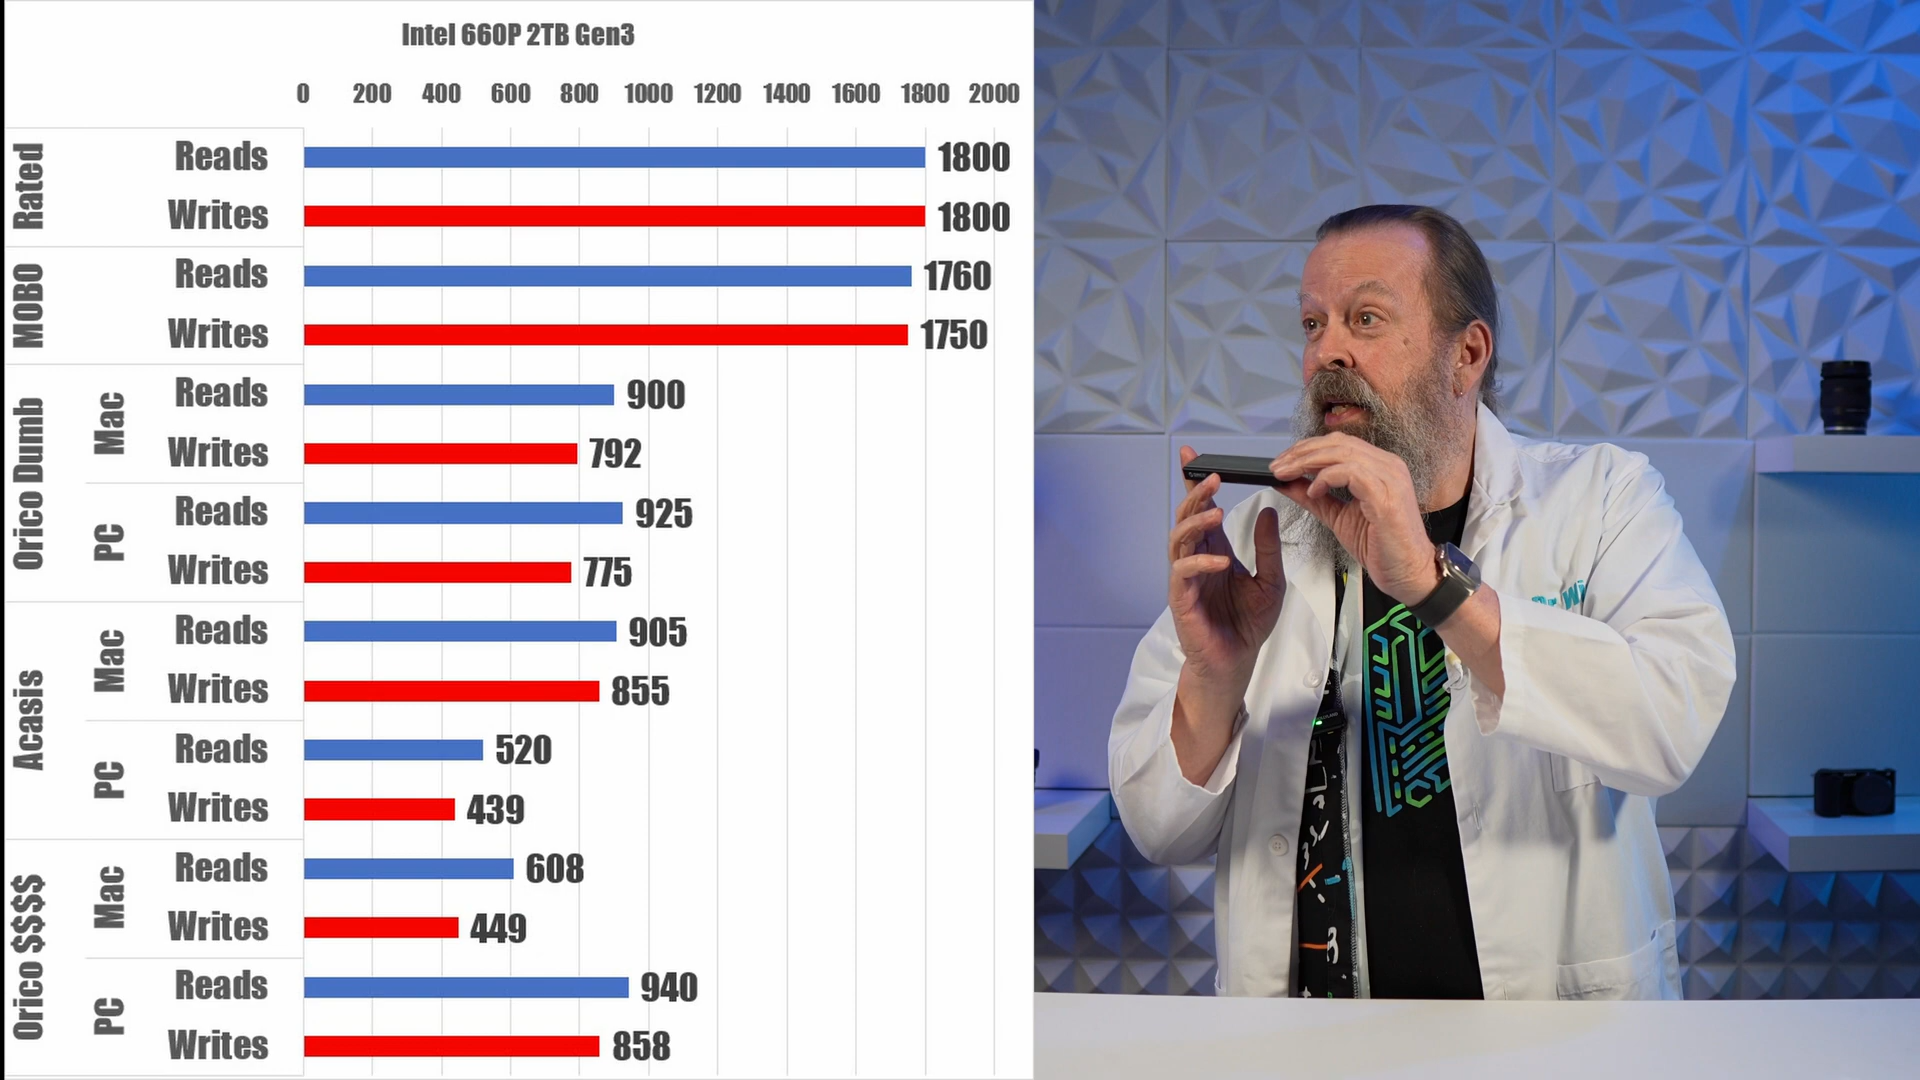 Intel 660P 2TB Gen3
0 200 400 600 800 1000 1200 1400 1600 1800 2000
Rated
Reads 1800
Writes 1800
MOBO
Reads 1760
Writes 1750
Orico Dumb
Mac
Reads 900
Writes 792
PC
Reads 925
Writes 775
Acasis
Mac
Reads 905
Writes 855
PC
Reads 520
Writes 439
Orico $$$$
Mac
Reads 608
Writes 449
PC
Reads 940
Writes 858